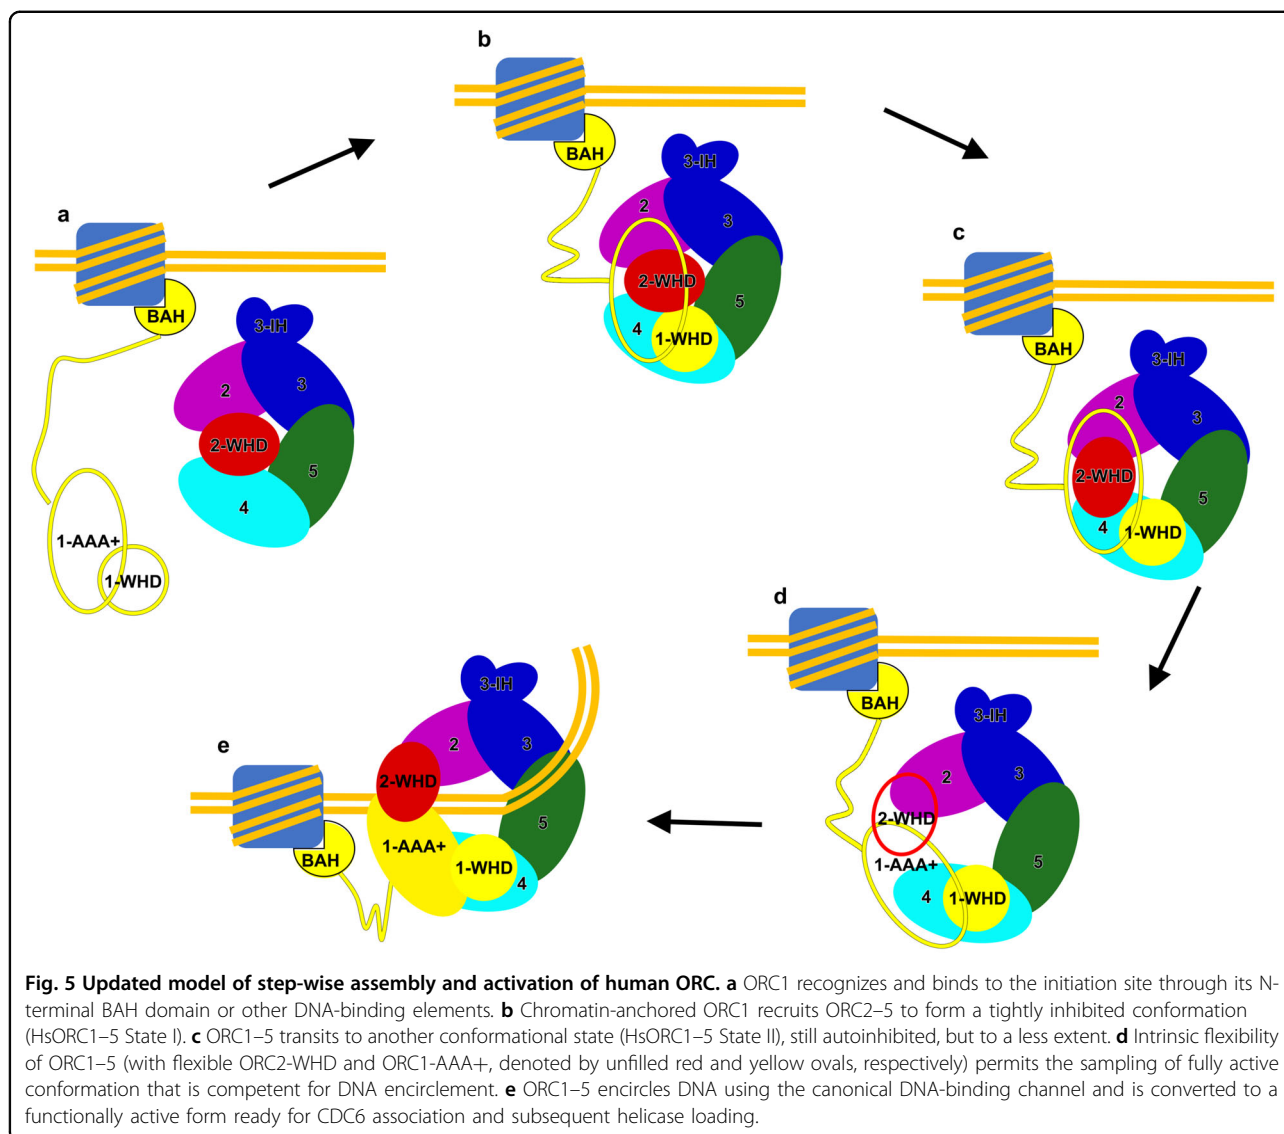 a
BAH
3-IH
2
3
2-WHD
5
4
1-AAA+
1-WHD
b
BAH
3-IH
2
3
2-WHD
5
4
1-WHD
c
BAH
3-IH
2
3
2-WHD
5
4
1-WHD
d
BAH
3-IH
2
3
2-WHD
1-AAA+
5
4
1-WHD
e
BAH
3-IH
2
3
2-WHD
5
1-AAA+
1-WHD
4
Fig. 5 Updated model of step-wise assembly and activation of human ORC. a ORC1 recognizes and binds to the initiation site through its N-
terminal BAH domain or other DNA-binding elements. b Chromatin-anchored ORC1 recruits ORC2–5 to form a tightly inhibited conformation
(HsORC1–5 State I). c ORC1–5 transits to another conformational state (HsORC1–5 State II), still autoinhibited, but to a less extent. d Intrinsic flexibility
of ORC1–5 (with flexible ORC2-WHD and ORC1-AAA+, denoted by unfilled red and yellow ovals, respectively) permits the sampling of fully active
conformation that is competent for DNA encirclement. e ORC1–5 encircles DNA using the canonical DNA-binding channel and is converted to a
functionally active form ready for CDC6 association and subsequent helicase loading.